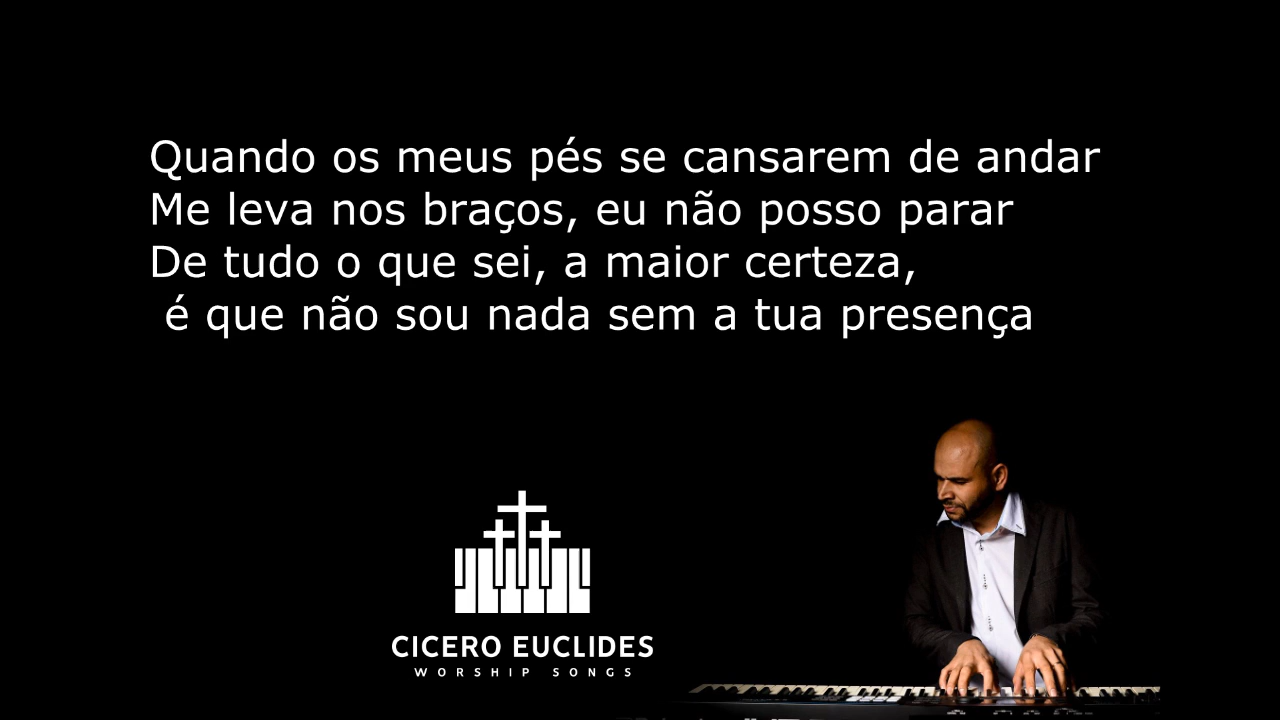 Quando os meus pés se cansarem de andar
Me leva nos braços, eu não posso parar
De tudo o que sei, a maior certeza,
é que não sou nada sem a tua presença
CICERO EUCLIDES
WORSHIP SONGS